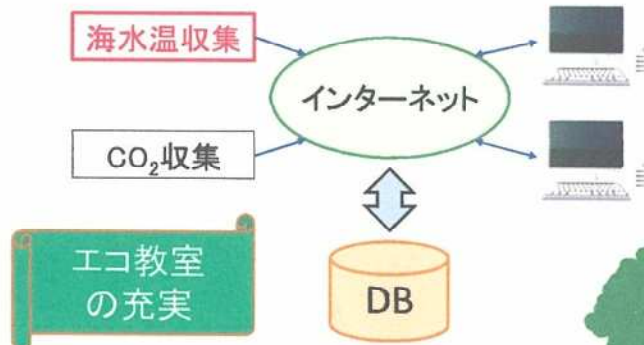 海水温収集
インターネット
CO₂収集
エコ教室
の充実
DB